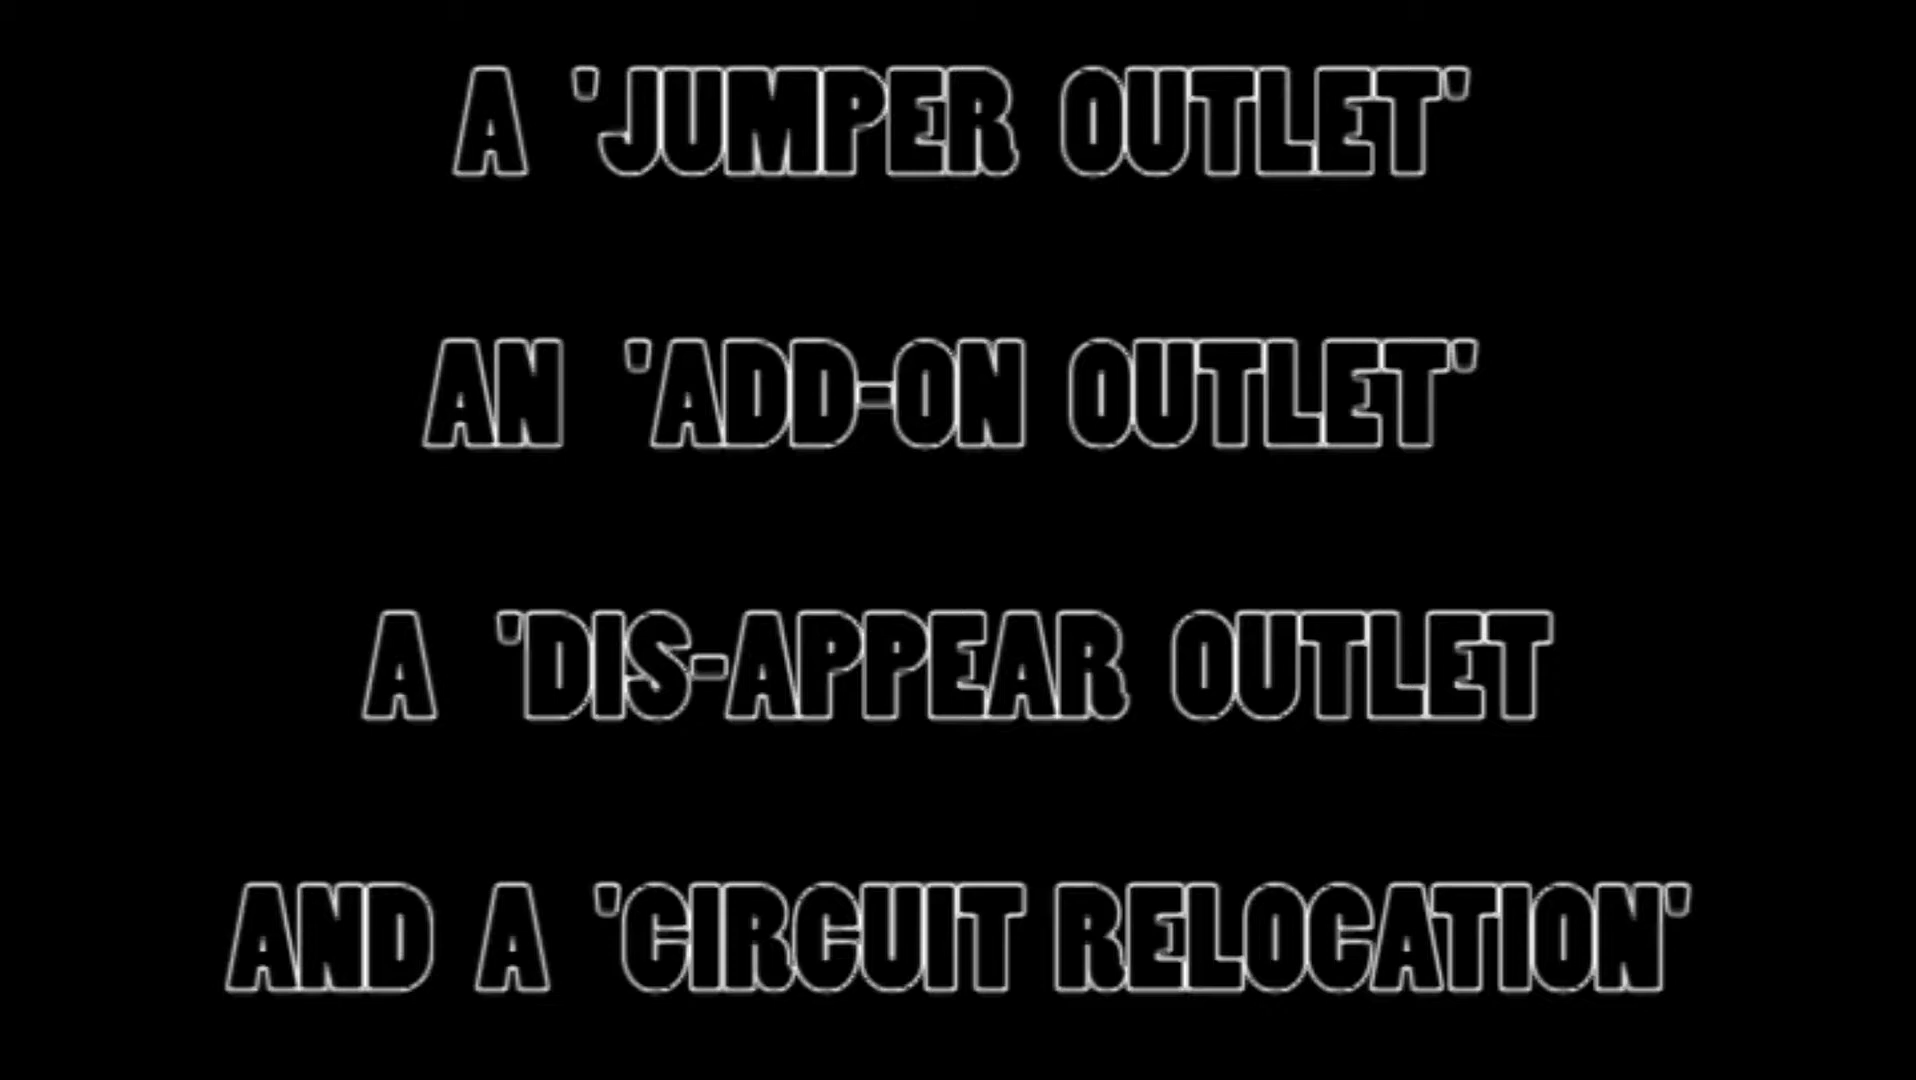 A 'JUMPER OUTLET'
AN 'ADD-ON OUTLET'
A 'DIS-APPEAR OUTLET
AND A 'CIRCUIT RELOCATION'